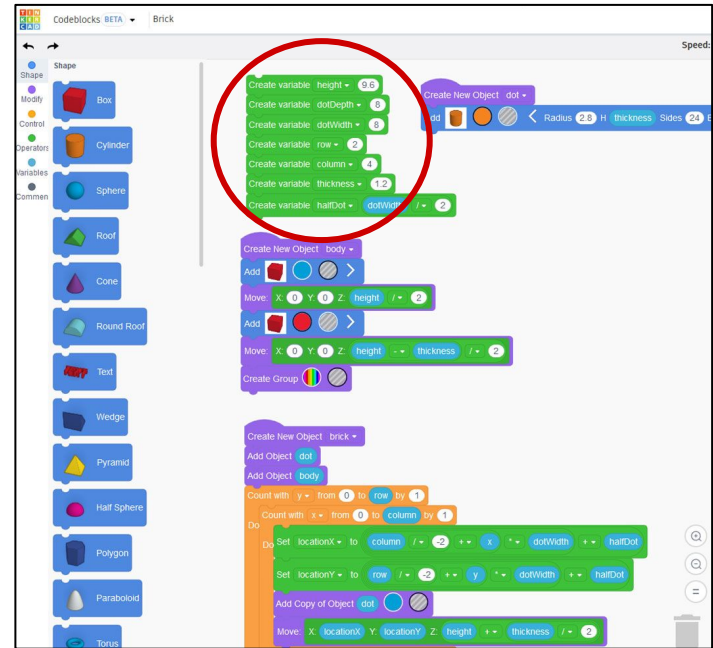 TIN
KER
CAD
Codeblocks BETA Brick
Speed:
Shape
Modify
Control
Operators
Variables
Commen
Shape
Box
Cylinder
Sphere
Roof
Cone
Round Roof
Text
Wedge
Pyramid
Half Sphere
Polygon
Paraboloid
Torus
Create variable height 9.6
Create variable dotDepth 8
Create variable dotWidth 8
Create variable row 2
Create variable column 4
Create variable thickness 1.2
Create variable halfDot dotWidth / 2
Create New Object dot
Add Radius 2.8 H thickness Sides 24
Create New Object body
Add
Move: X: 0 Y: 0 Z: height / 2
Add
Move: X: 0 Y: 0 Z: height - thickness / 2
Create Group
Create New Object brick
Add Object dot
Add Object body
Count with y from 0 to row by 1
Do Count with x from 0 to column by 1
Do Set locationX to column / -2 + x * dotWidth + halfDot
Set locationY to row / -2 + y * dotWidth + halfDot
Add Copy of Object dot
Move: X: locationX Y: locationY Z: height + thickness / 2